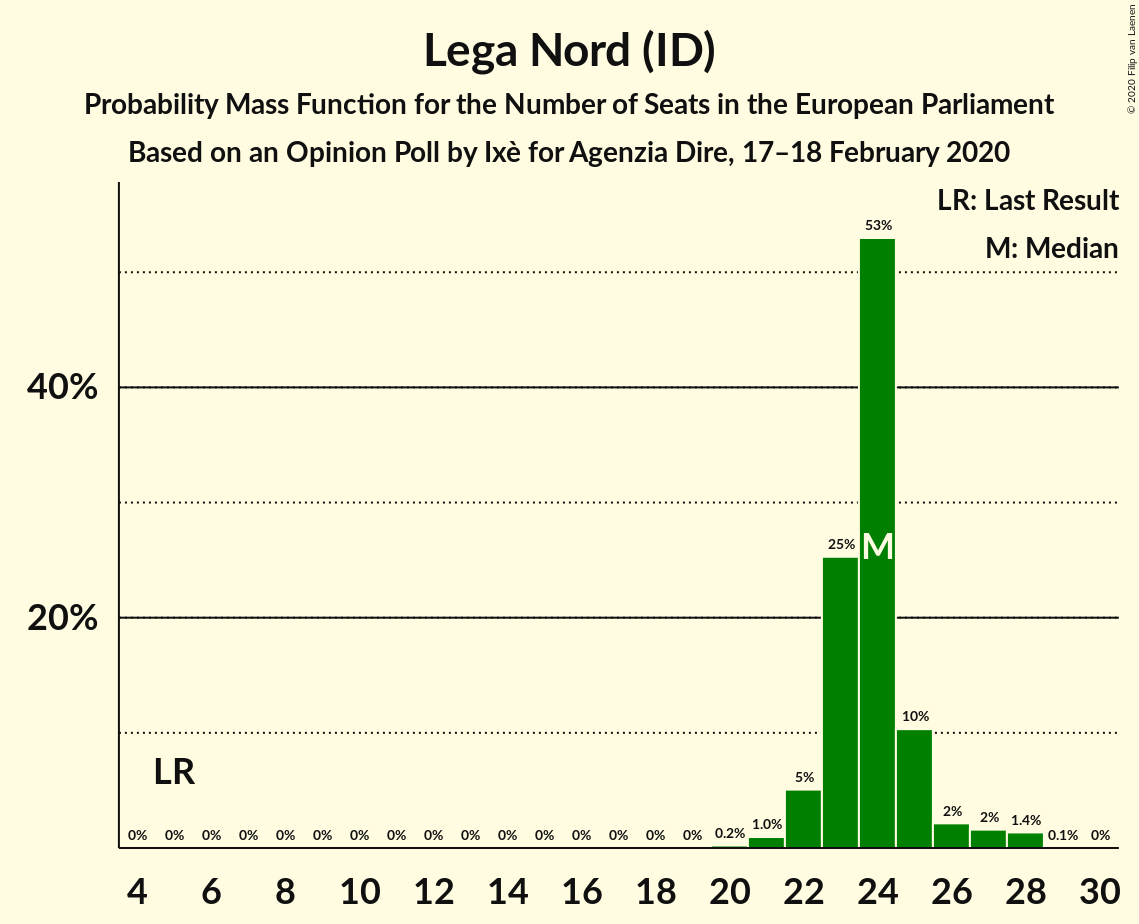 Lega Nord (ID)
Probability Mass Function for the Number of Seats in the European Parliament
Based on an Opinion Poll by Ixè for Agenzia Dire, 17–18 February 2020
© 2020 Filip van Laenen
LR: Last Result
M: Median
53%
40%
25%
M
20%
10%
LR
5%
0% 0% 0% 0% 0% 0% 0% 0% 0% 0% 0% 0% 0% 0% 0% 0% 0.2% 1.0% 2% 2% 1.4% 0.1% 0%
4 6 8 10 12 14 16 18 20 22 24 26 28 30